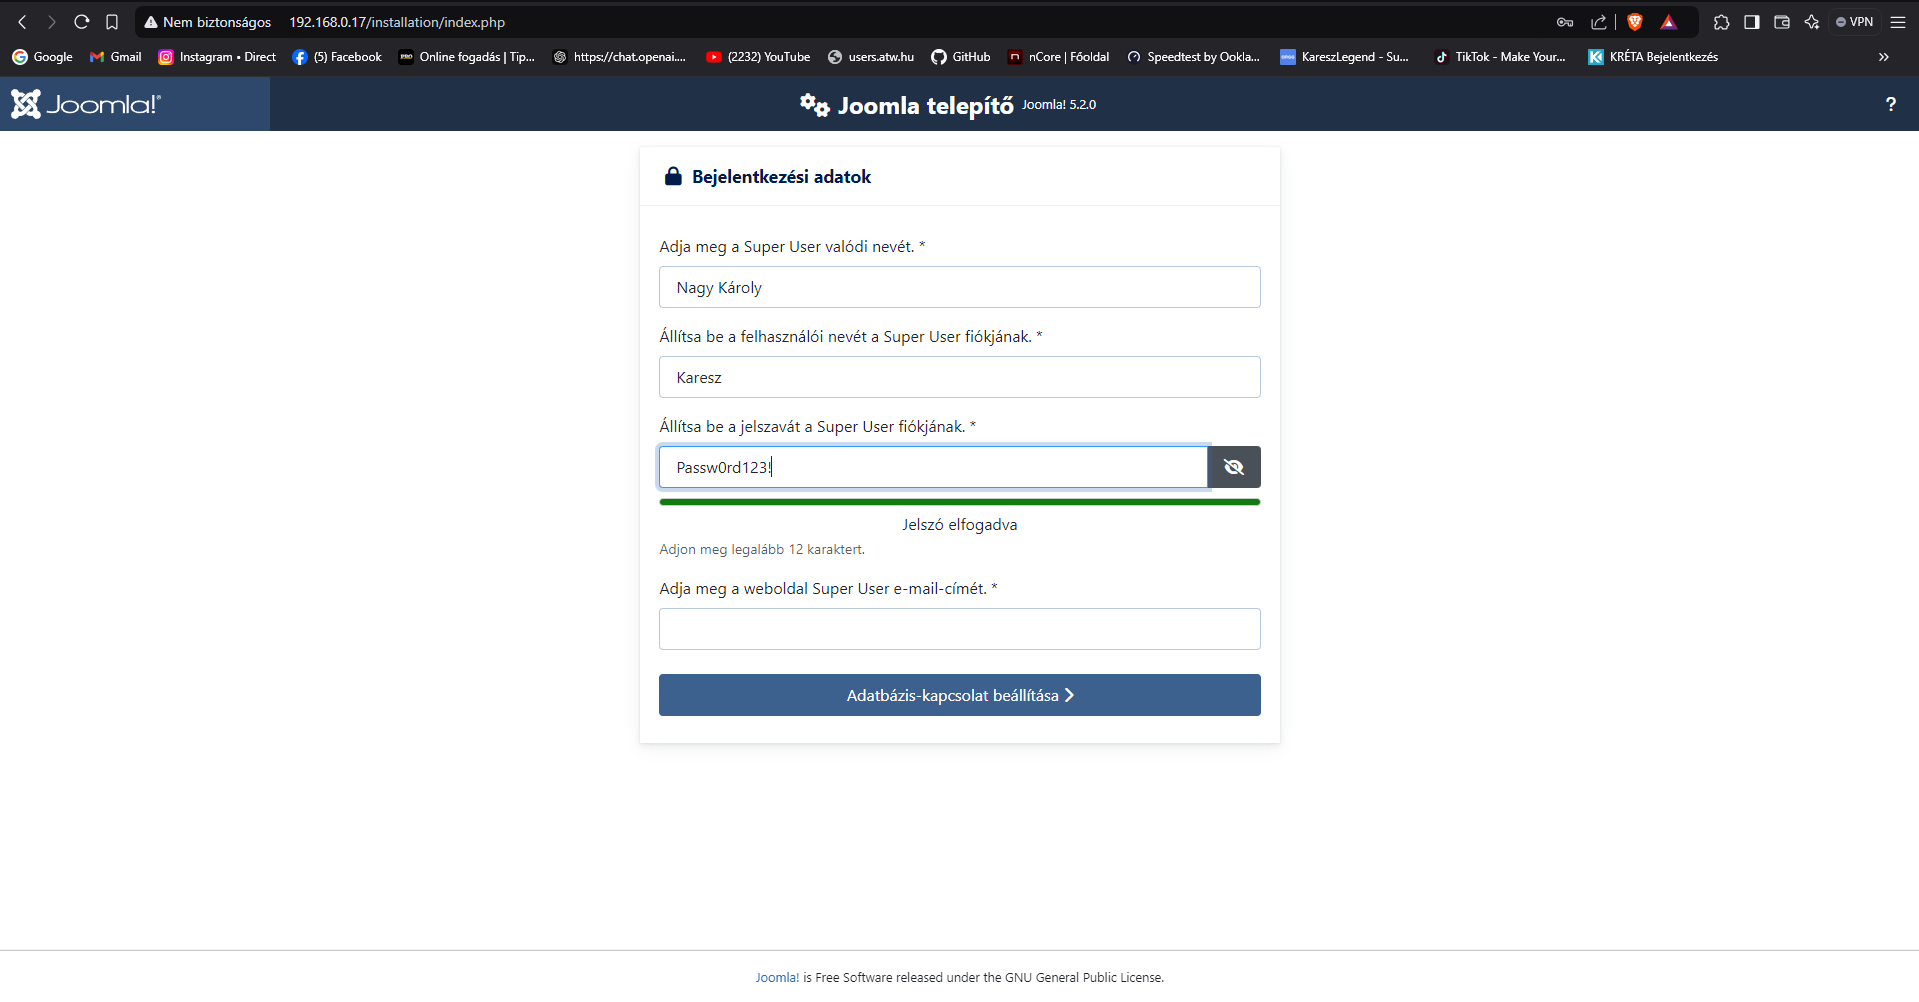 Nem biztonságos 192.168.0.17/installation/index.php VPN
Google Gmail Instagram • Direct (5) Facebook Online fogadás | Tip... https://chat.openai.... (2232) YouTube users.atw.hu GitHub nCore | Főoldal Speedtest by Ookla... KareszLegend - Su... TikTok - Make Your... KRÉTA Bejelentkezés »
Joomla!® Joomla telepítő Joomla! 5.2.0 ?
Bejelentkezési adatok
Adja meg a Super User valódi nevét. *
Nagy Károly
Állítsa be a felhasználói nevét a Super User fiókjának. *
Karesz
Állítsa be a jelszavát a Super User fiókjának. *
Passw0rd123!
Jelszó elfogadva
Adjon meg legalább 12 karaktert.
Adja meg a weboldal Super User e-mail-címét. *
Adatbázis-kapcsolat beállítása
Joomla! is Free Software released under the GNU General Public License.